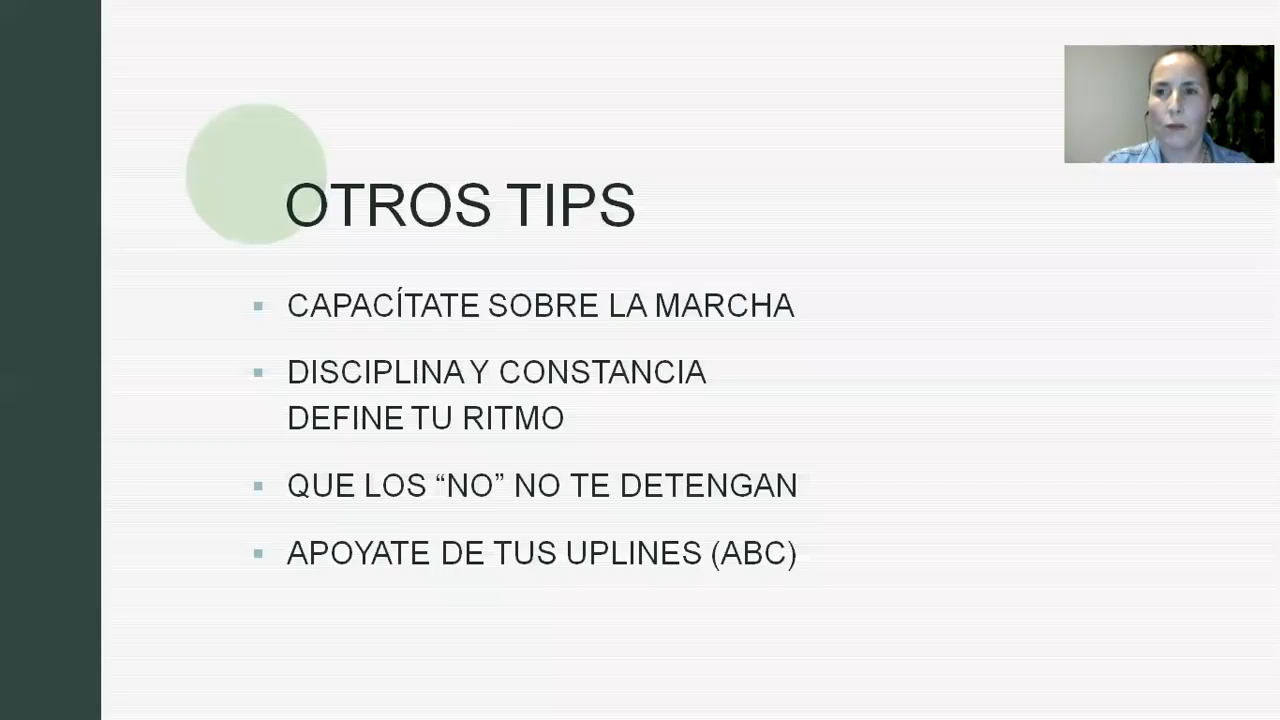 OTROS TIPS
CAPACÍTATE SOBRE LA MARCHA
DISCIPLINA Y CONSTANCIA
DEFINE TU RITMO
QUE LOS “NO” NO TE DETENGAN
APOYATE DE TUS UPLINES (ABC)